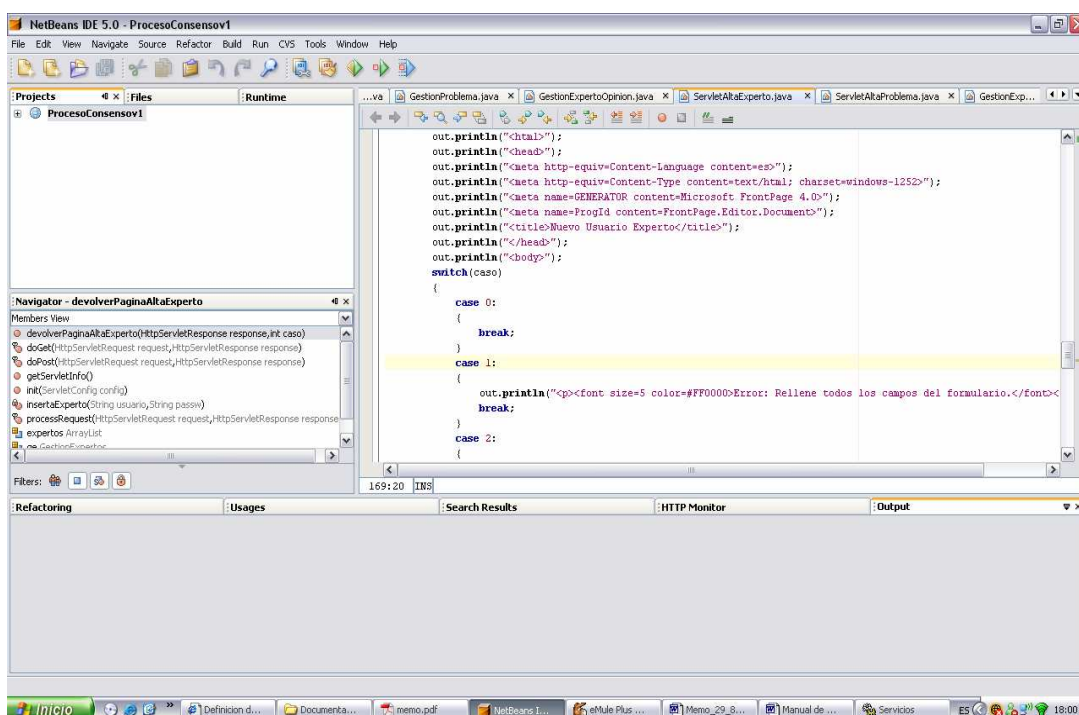 NetBeans IDE 5.0 - ProcesoConsensov1
File Edit View Navigate Source Refactor Build Run CVS Tools Window Help
Projects Files Runtime
ProcesoConsensov1
...va GestionProblema.java GestionExpertoOpinion.java ServletAltaExperto.java ServletAltaProblema.java GestionExp...
out.println("<html>");
out.println("<head>");
out.println("<meta http-equiv=Content-Language content=es>");
out.println("<meta http-equiv=Content-Type content=text/html; charset=windows-1252>");
out.println("<meta name=GENERATOR content=Microsoft FrontPage 4.0>");
out.println("<meta name=ProgId content=FrontPage.Editor.Document>");
out.println("<title>Nuevo Usuario Experto</title>");
out.println("</head>");
out.println("<body>");
switch(caso)
{
case 0:
{
break;
}
case 1:
{
out.println("<p><font size=5 color=#FF0000>Error: Rellene todos los campos del formulario.</font><
break;
}
case 2:
{
169:20 INS
Navigator - devolverPaginaAltaExperto
Members View
devolverPaginaAltaExperto(HttpServletResponse response,int caso)
doGet(HttpServletRequest request,HttpServletResponse response)
doPost(HttpServletRequest request,HttpServletResponse response)
getServletInfo()
init(ServletConfig config)
insertaExperto(String usuario,String passw)
processRequest(HttpServletRequest request,HttpServletResponse response
expertos ArrayList
ge GestionExpertos
Filters:
Refactoring Usages Search Results HTTP Monitor Output
Inicio » Definicion d... Documenta... memo.pdf NetBeans I... eMule Plus ... Memo_29_8... Manual de ... Servicios ES 18:00